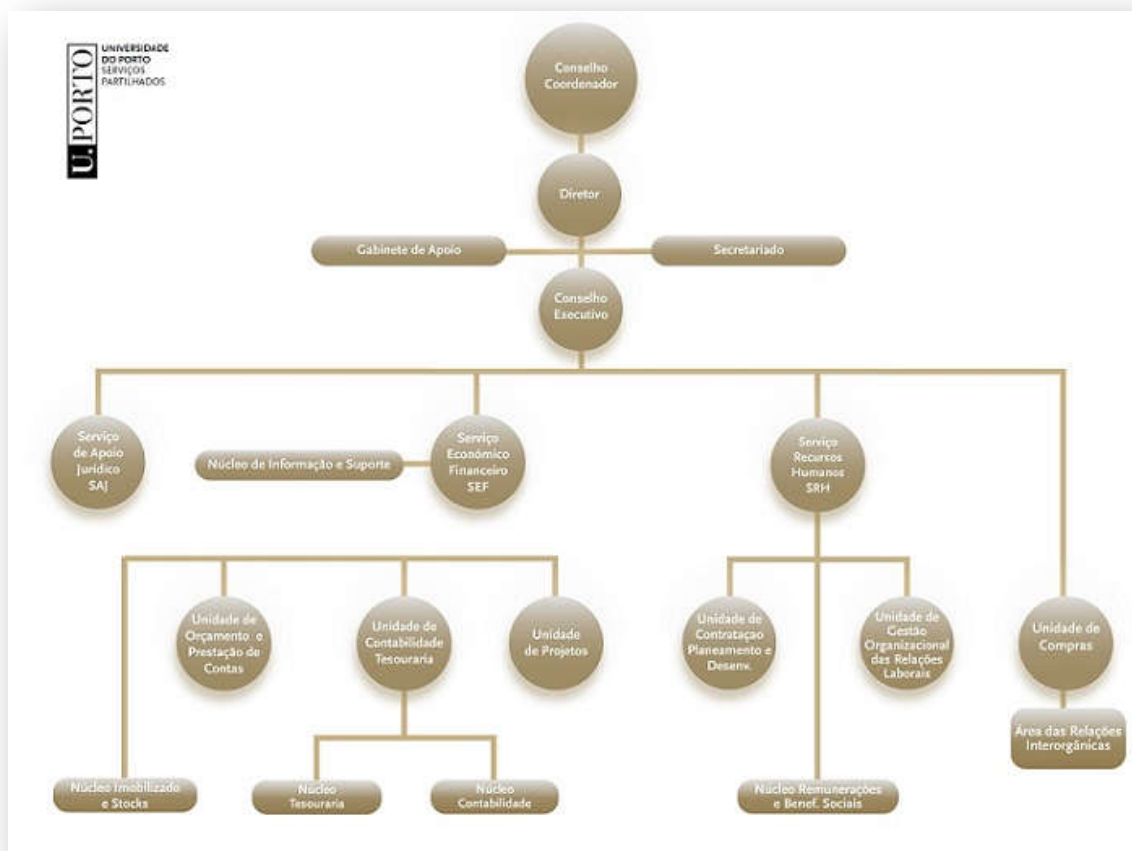 U.PORTO
UNIVERSIDADE
DO PORTO
SERVIÇOS
PARTILHADOS
Conselho
Coordenador
Diretor
Gabinete de Apoio
Secretariado
Conselho
Executivo
Serviço
de Apoio
Jurídico
SAJ
Núcleo de Informação e Suporte
Serviço
Económico
Financeiro
SEF
Serviço
Recursos
Humanos
SRH
Unidade de
Orçamento e
Prestação de
Contas
Unidade de
Contabilidade
Tesouraria
Unidade
de Projetos
Unidade de
Contratação
Planeamento e
Desenv.
Unidade de
Gestão
Organizacional
das Relações
Laborais
Unidade de
Compras
Área das Relações
Interorgânicas
Núcleo Imobilizado
e Stocks
Núcleo
Tesouraria
Núcleo
Contabilidade
Núcleo Remunerações
e Benef. Sociais